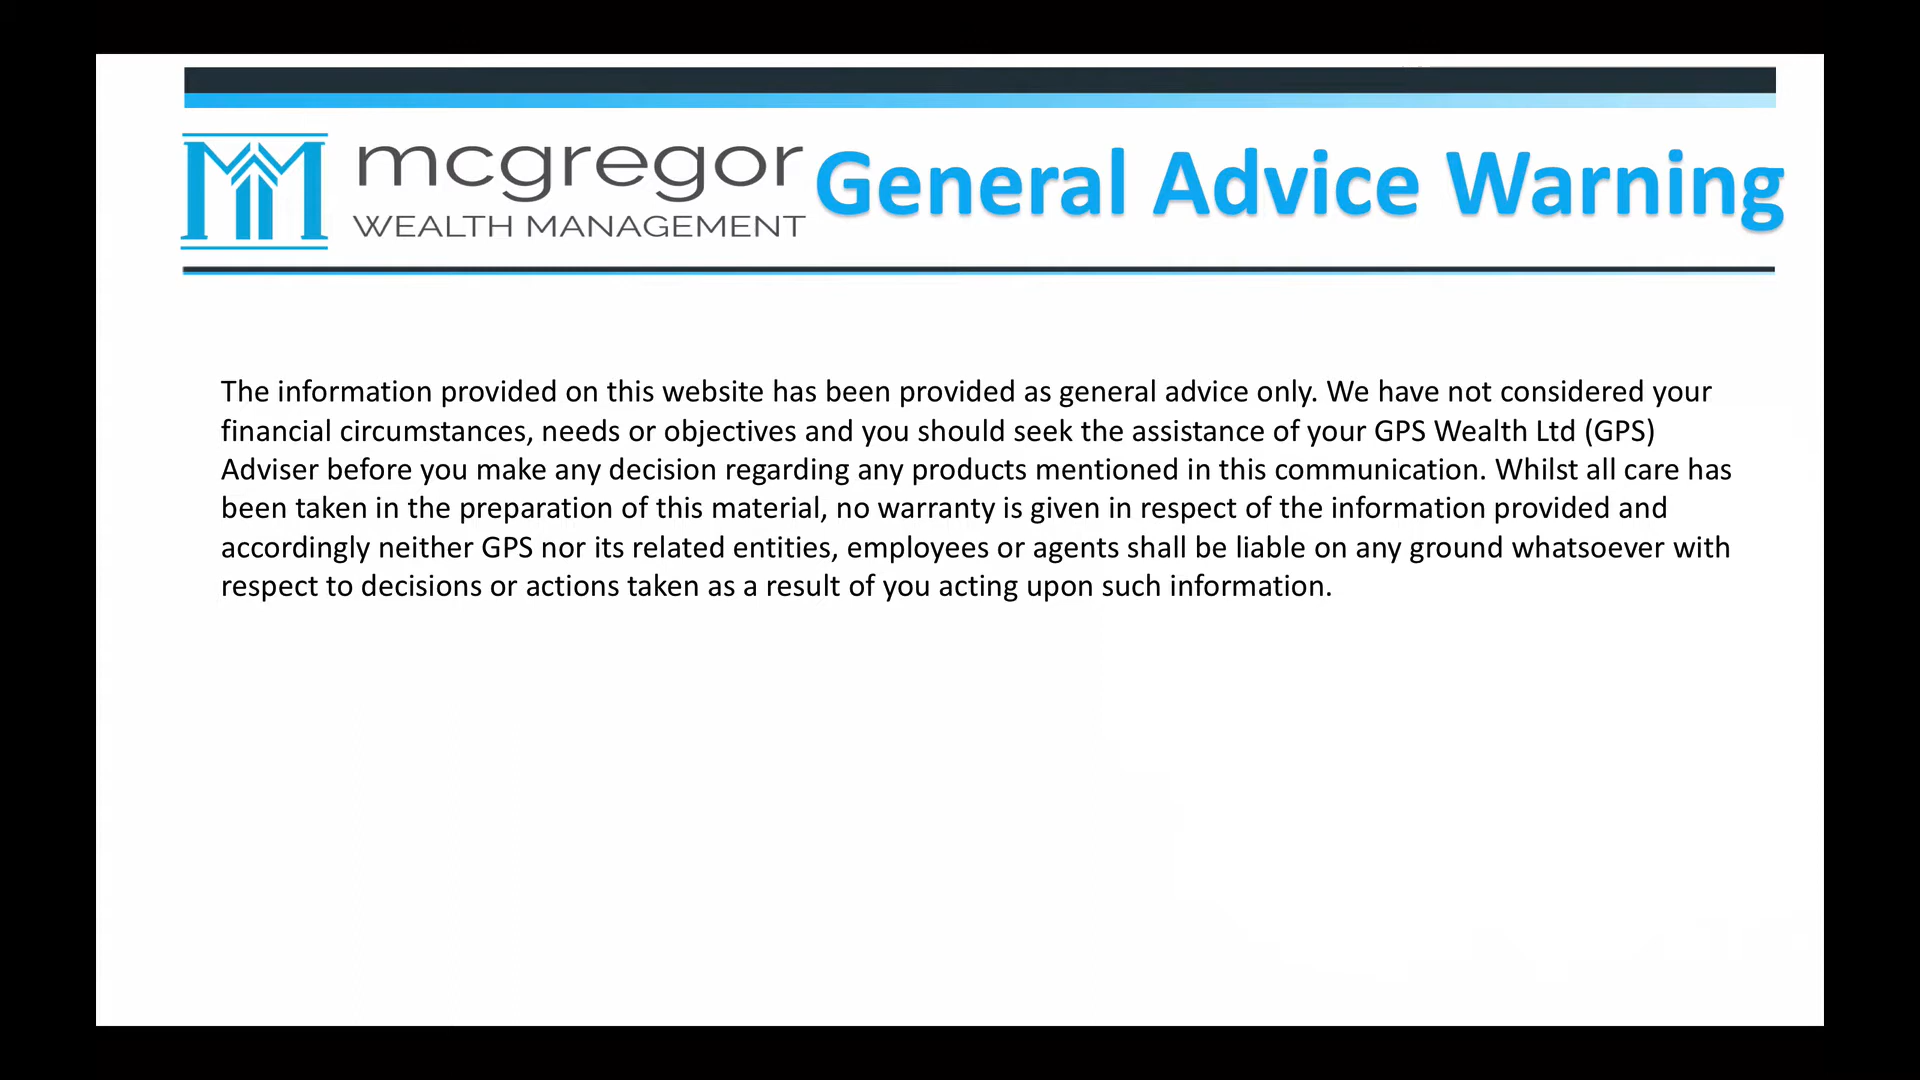 mcgregor
WEALTH MANAGEMENT
General Advice Warning
The information provided on this website has been provided as general advice only. We have not considered your
financial circumstances, needs or objectives and you should seek the assistance of your GPS Wealth Ltd (GPS)
Adviser before you make any decision regarding any products mentioned in this communication. Whilst all care has
been taken in the preparation of this material, no warranty is given in respect of the information provided and
accordingly neither GPS nor its related entities, employees or agents shall be liable on any ground whatsoever with
respect to decisions or actions taken as a result of you acting upon such information.